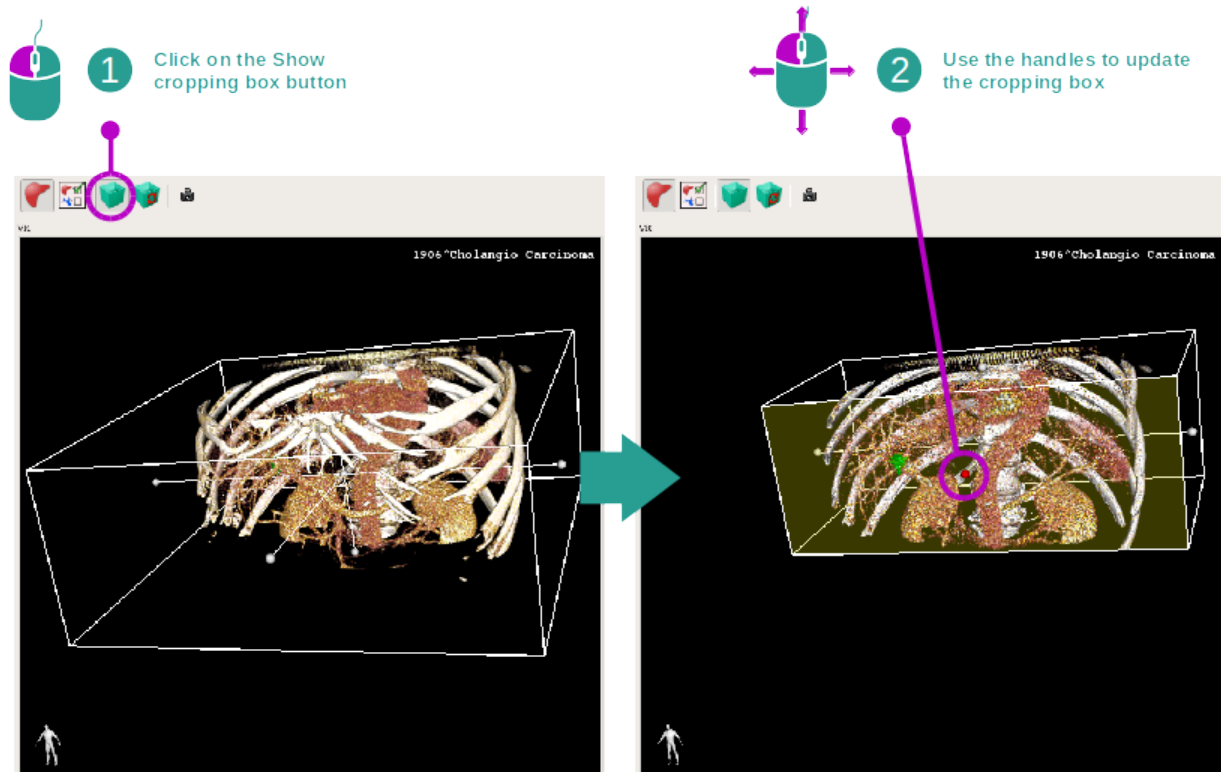 1
Click on the Show
cropping box button
2
Use the handles to update
the cropping box
VR
1906^Cholangio Carcinoma
VR
1906^Cholangio Carcinoma